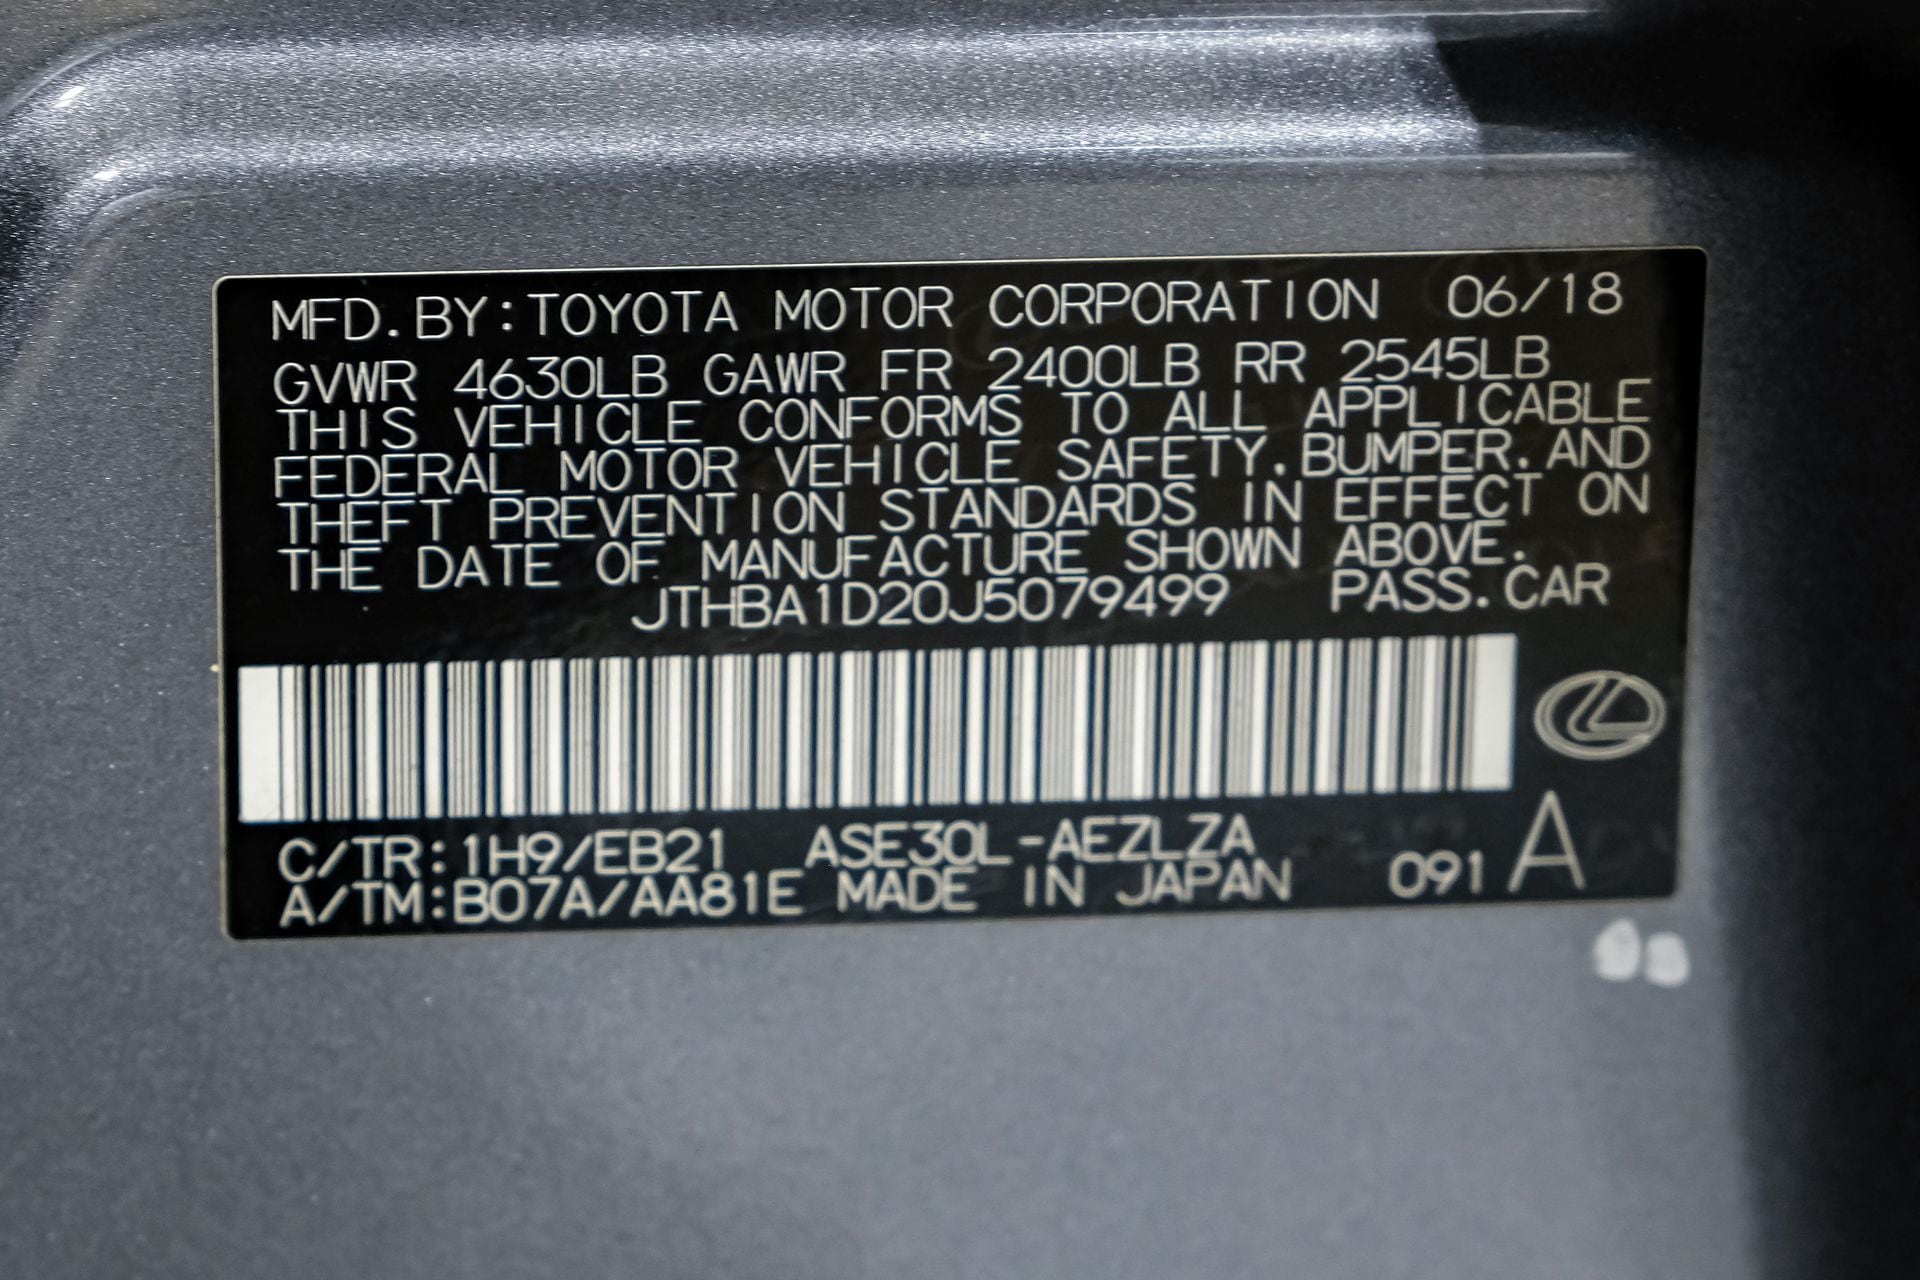 MFD.BY:TOYOTA MOTOR CORPORATION 06/18
GVWR 4630LB GAWR FR 2400LB RR 2545LB
THIS VEHICLE CONFORMS TO ALL APPLICABLE
FEDERAL MOTOR VEHICLE SAFETY.BUMPER.AND
THEFT PREVENTION STANDARDS IN EFFECT ON
THE DATE OF MANUFACTURE SHOWN ABOVE.
JTHBA1D20J5079499 PASS.CAR
C/TR:1H9/EB21 ASE30L-AEZLZA
A/TM:B07A/AA81E MADE IN JAPAN 091 A